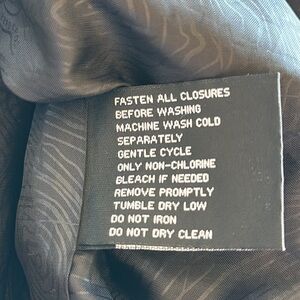 FASTEN ALL CLOSURES
BEFORE WASHING
MACHINE WASH COLD
SEPARATELY
GENTLE CYCLE
ONLY NON-CHLORINE
BLEACH IF NEEDED
REMOVE PROMPTLY
TUMBLE DRY LOW
DO NOT IRON
DO NOT DRY CLEAN